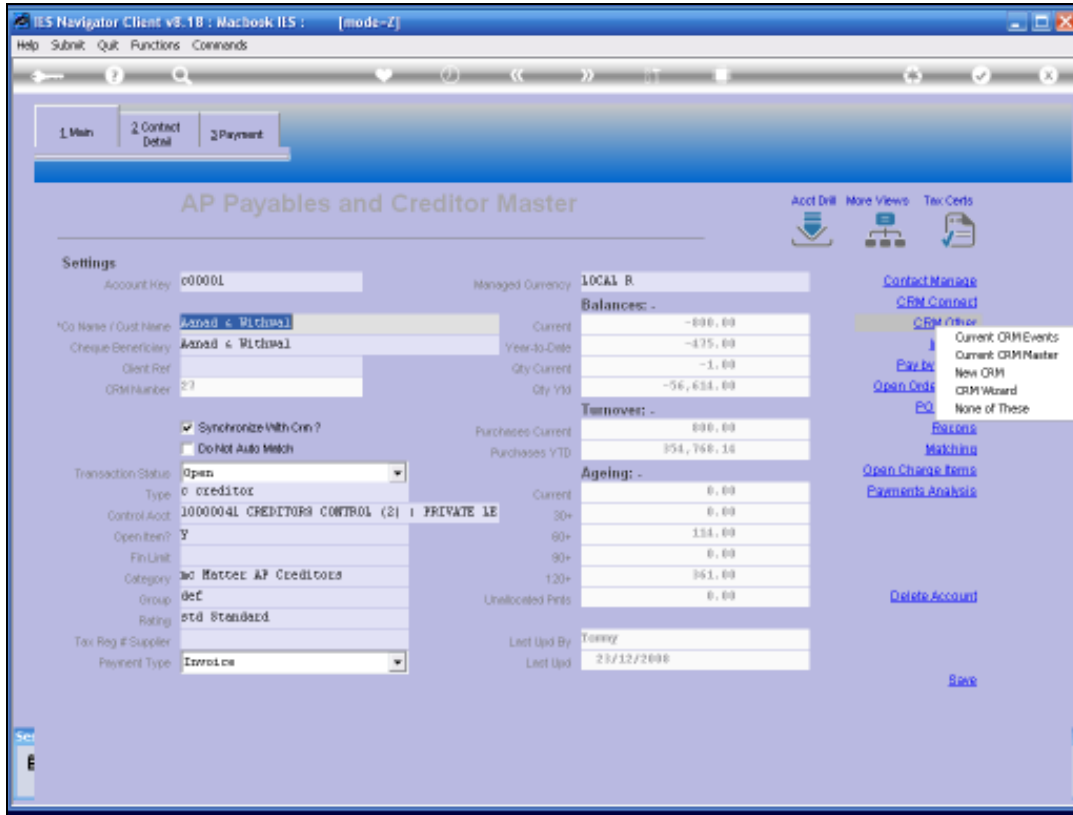 IES Navigator Client v8.18 : Macbook IES : [mode-Z]
Help Submit Quit Functions Commands
1 Main
2 Contact Detail
3 Payment
AP Payables and Creditor Master
Acct Drill More Views Tax Certs
Settings
Account Key c00001
Managed Currency LOCAL R
Contact Manage
Balances: -
CRM Connect
*Co Name / Cust Name Aanad & Withwal
Current -800.00
CRM Other
Cheque Beneficiary Aanad & Withwal
Year-to-Date -475.00
Client Ref
Qty Current -1.00
Pay by
CRM Number 27
Qty Ytd -56,614.00
Open Orde
Current CRM Events
Current CRM Master
New CRM
CRM Wizard
None of These
Turnover: -
PO
Synchronize With Crm ?
Purchases Current 800.00
Recons
Do Not Auto Match
Purchases YTD 354,768.14
Matching
Transaction Status Open
Ageing: -
Open Charge Items
Type c creditor
Current 0.00
Payments Analysis
Control Acct 10000041 CREDITORS CONTROL (2) : PRIVATE LE
30+ 0.00
Open Item? Y
60+ 114.00
Fin Limit
90+ 0.00
Category mc Matter AP Creditors
120+ 361.00
Group def
Unallocated Pmts 0.00
Delete Account
Rating std Standard
Tax Reg # Supplier
Last Upd By Tommy
Payment Type Invoice
Last Upd 23/12/2008
Save
Ser